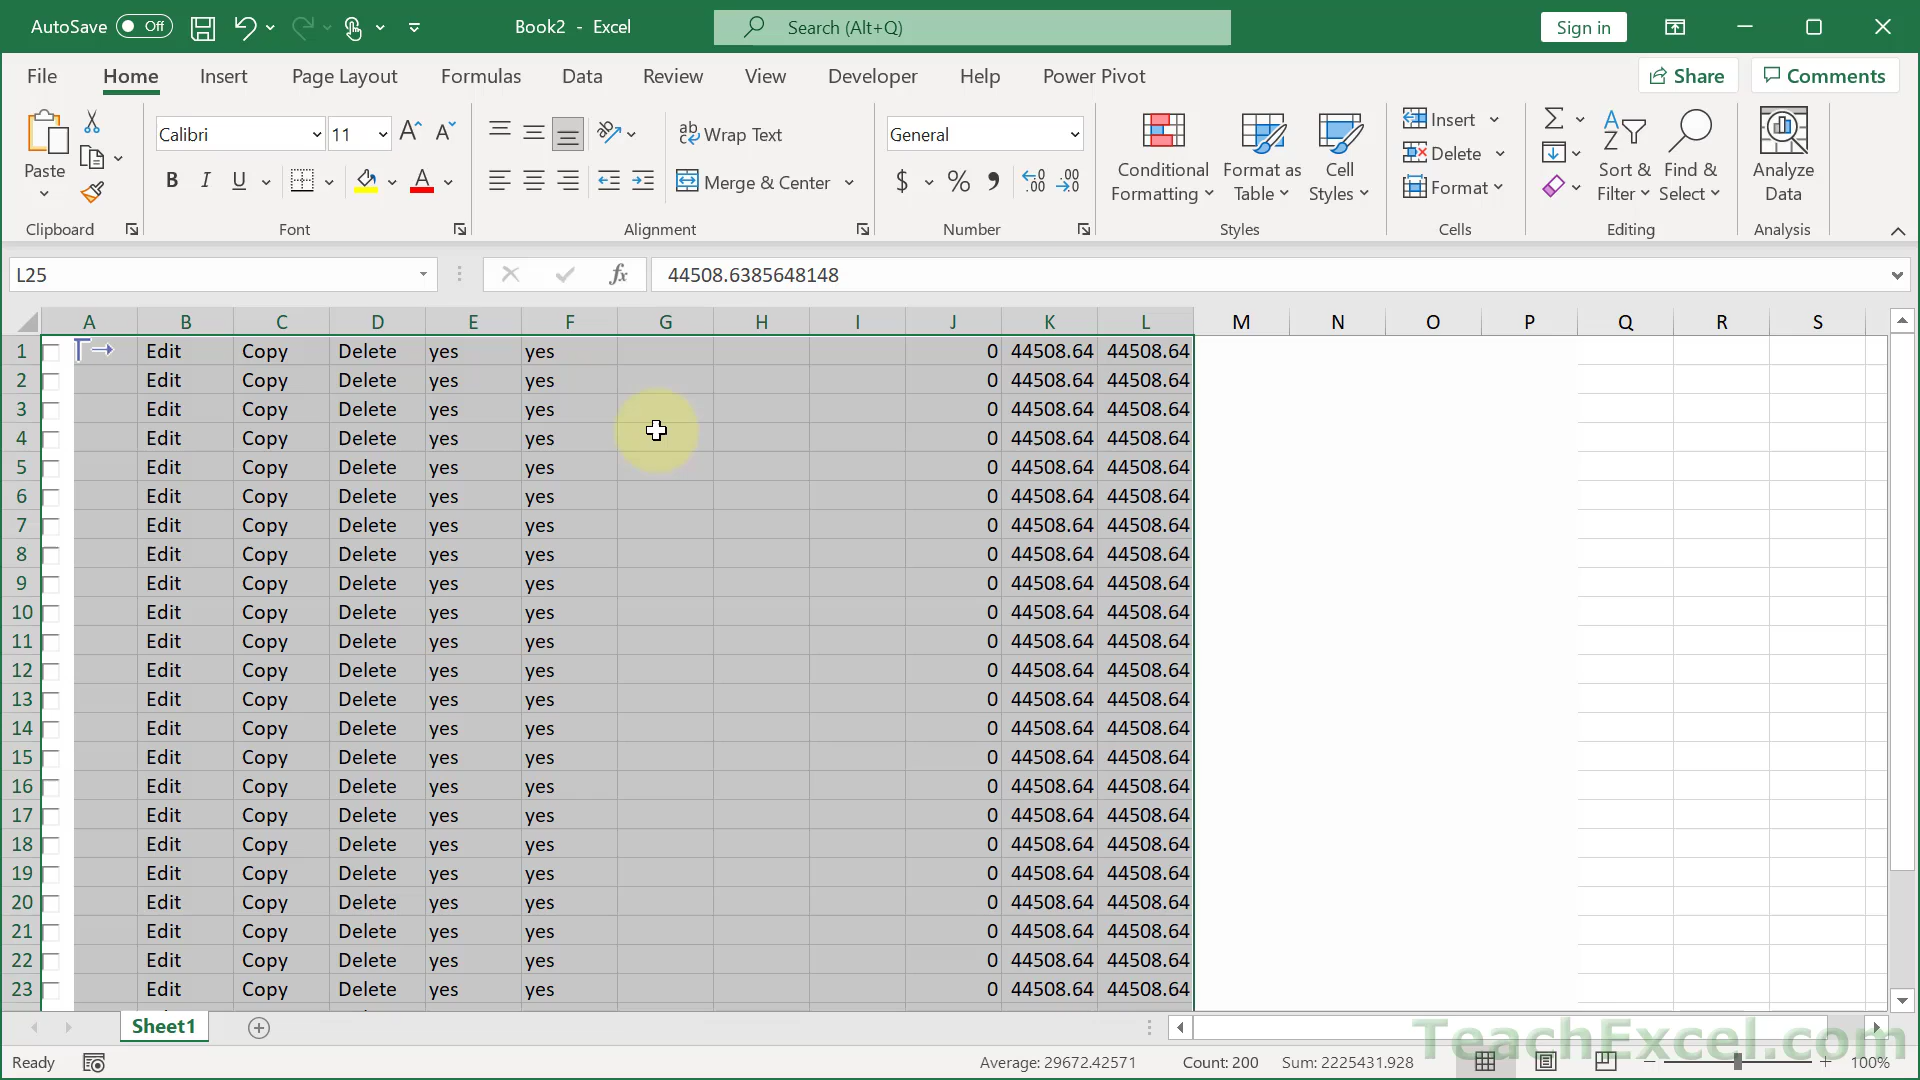 AutoSave Off Book2 - Excel Search (Alt+Q) Sign in
File Home Insert Page Layout Formulas Data Review View Developer Help Power Pivot Share Comments
Paste
Calibri 11
ab Wrap Text
Merge & Center
General
$ % 9
Conditional Formatting
Format as Table
Cell Styles
Insert
Delete
Format
Sort & Filter
Find & Select
Analyze Data
Clipboard Font Alignment Number Styles Cells Editing Analysis
L25 fx 44508.6385648148
A B C D E F G H I J K L M N O P Q R S
1 Edit Copy Delete yes yes 0 44508.64 44508.64
2 Edit Copy Delete yes yes 0 44508.64 44508.64
3 Edit Copy Delete yes yes 0 44508.64 44508.64
4 Edit Copy Delete yes yes 0 44508.64 44508.64
5 Edit Copy Delete yes yes 0 44508.64 44508.64
6 Edit Copy Delete yes yes 0 44508.64 44508.64
7 Edit Copy Delete yes yes 0 44508.64 44508.64
8 Edit Copy Delete yes yes 0 44508.64 44508.64
9 Edit Copy Delete yes yes 0 44508.64 44508.64
10 Edit Copy Delete yes yes 0 44508.64 44508.64
11 Edit Copy Delete yes yes 0 44508.64 44508.64
12 Edit Copy Delete yes yes 0 44508.64 44508.64
13 Edit Copy Delete yes yes 0 44508.64 44508.64
14 Edit Copy Delete yes yes 0 44508.64 44508.64
15 Edit Copy Delete yes yes 0 44508.64 44508.64
16 Edit Copy Delete yes yes 0 44508.64 44508.64
17 Edit Copy Delete yes yes 0 44508.64 44508.64
18 Edit Copy Delete yes yes 0 44508.64 44508.64
19 Edit Copy Delete yes yes 0 44508.64 44508.64
20 Edit Copy Delete yes yes 0 44508.64 44508.64
21 Edit Copy Delete yes yes 0 44508.64 44508.64
22 Edit Copy Delete yes yes 0 44508.64 44508.64
23 Edit Copy Delete yes yes 0 44508.64 44508.64
Sheet1
TeachExcel.com
Ready Average: 29672.42571 Count: 200 Sum: 2225431.928 100%